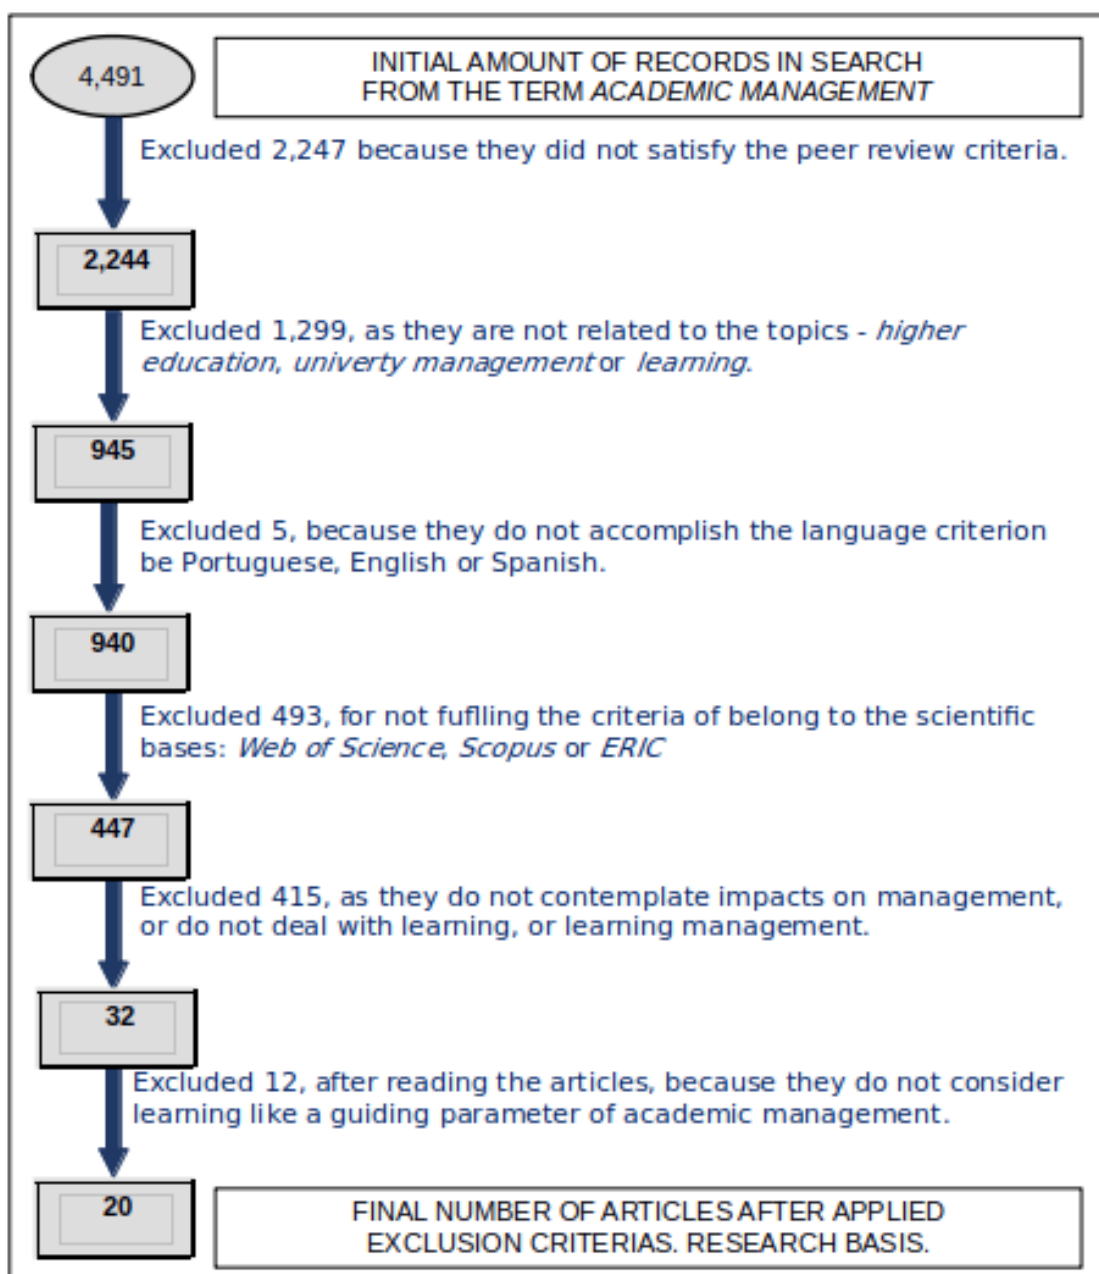 4,491
INITIAL AMOUNT OF RECORDS IN SEARCH
FROM THE TERM ACADEMIC MANAGEMENT
Excluded 2,247 because they did not satisfy the peer review criteria.
2,244
Excluded 1,299, as they are not related to the topics - higher
education, univerty management or learning.
945
Excluded 5, because they do not accomplish the language criterion
be Portuguese, English or Spanish.
940
Excluded 493, for not fuflling the criteria of belong to the scientific
bases: Web of Science, Scopus or ERIC
447
Excluded 415, as they do not contemplate impacts on management,
or do not deal with learning, or learning management.
32
Excluded 12, after reading the articles, because they do not consider
learning like a guiding parameter of academic management.
20
FINAL NUMBER OF ARTICLES AFTER APPLIED
EXCLUSION CRITERIAS. RESEARCH BASIS.